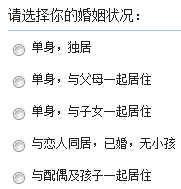 请选择你的婚姻状况：
单身，独居
单身，与父母一起居住
单身，与子女一起居住
与恋人同居，已婚，无小孩
与配偶及孩子一起居住